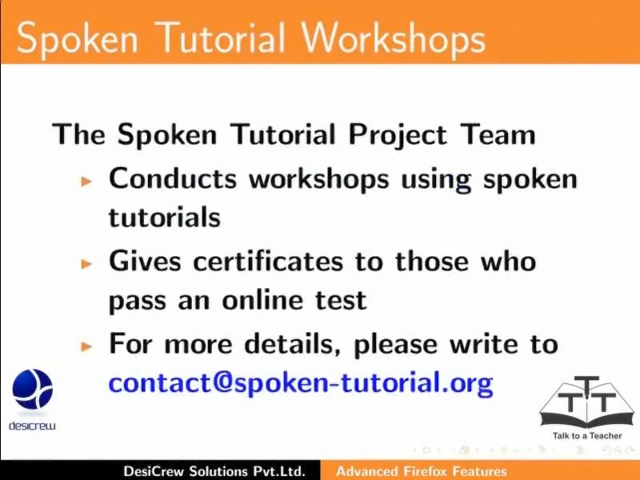 Spoken Tutorial Workshops
The Spoken Tutorial Project Team
Conducts workshops using spoken
tutorials
Gives certificates to those who
pass an online test
For more details, please write to
contact@spoken-tutorial.org
desicrew
TTT
Talk to a Teacher
DesiCrew Solutions Pvt.Ltd. Advanced Firefox Features